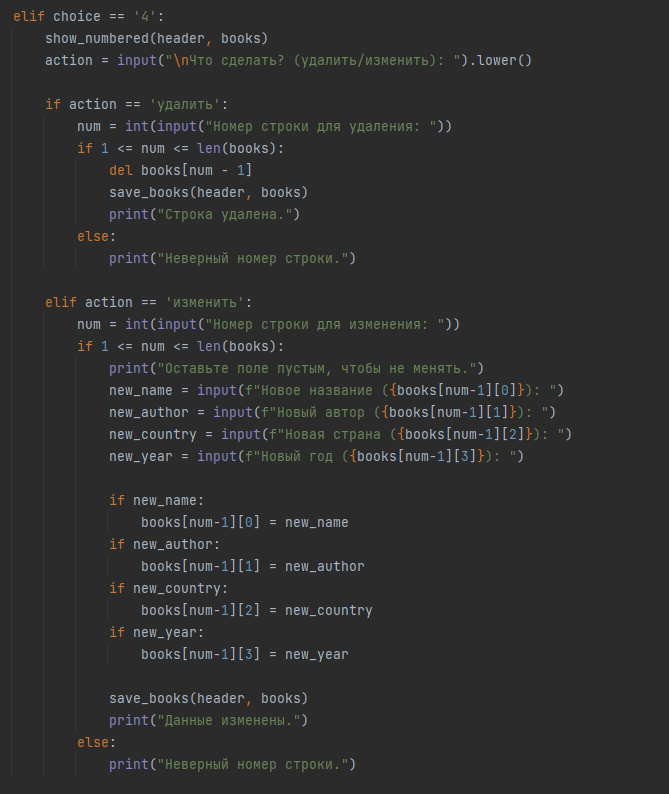 elif choice == '4':
    show_numbered(header, books)
    action = input("\nЧто сделать? (удалить/изменить): ").lower()

    if action == 'удалить':
        num = int(input("Номер строки для удаления: "))
        if 1 <= num <= len(books):
            del books[num - 1]
            save_books(header, books)
            print("Строка удалена.")
        else:
            print("Неверный номер строки.")

    elif action == 'изменить':
        num = int(input("Номер строки для изменения: "))
        if 1 <= num <= len(books):
            print("Оставьте поле пустым, чтобы не менять.")
            new_name = input(f"Новое название ({books[num-1][0]}): ")
            new_author = input(f"Новый автор ({books[num-1][1]}): ")
            new_country = input(f"Новая страна ({books[num-1][2]}): ")
            new_year = input(f"Новый год ({books[num-1][3]}): ")

            if new_name:
                books[num-1][0] = new_name
            if new_author:
                books[num-1][1] = new_author
            if new_country:
                books[num-1][2] = new_country
            if new_year:
                books[num-1][3] = new_year

            save_books(header, books)
            print("Данные изменены.")
        else:
            print("Неверный номер строки.")